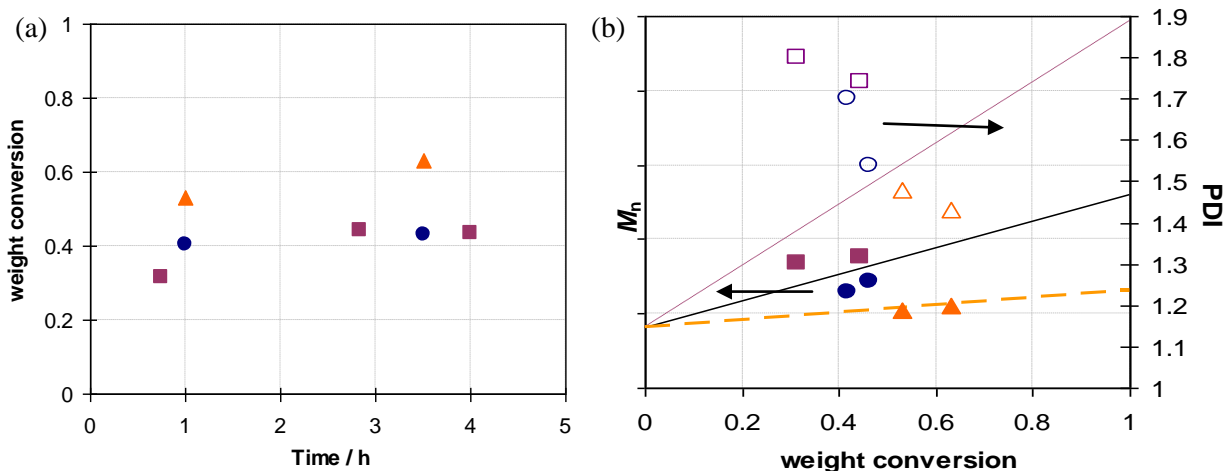 (a)
weight conversion
1
0.8
0.6
0.4
0.2
0
0 1 2 3 4 5
Time / h
(b)
Mn
1.9
1.8
1.7
1.6
1.5
1.4
1.3
1.2
1.1
1
PDI
0 0.2 0.4 0.6 0.8 1
weight conversion